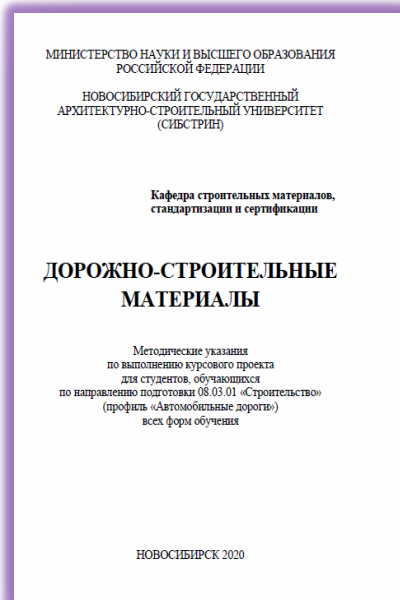 МИНИСТЕРСТВО НАУКИ И ВЫСШЕГО ОБРАЗОВАНИЯ
РОССИЙСКОЙ ФЕДЕРАЦИИ
НОВОСИБИРСКИЙ ГОСУДАРСТВЕННЫЙ
АРХИТЕКТУРНО-СТРОИТЕЛЬНЫЙ УНИВЕРСИТЕТ
(СИБСТРИН)
Кафедра строительных материалов,
стандартизации и сертификации
ДОРОЖНО-СТРОИТЕЛЬНЫЕ
МАТЕРИАЛЫ
Методические указания
по выполнению курсового проекта
для студентов, обучающихся
по направлению подготовки 08.03.01 «Строительство»
(профиль «Автомобильные дороги»)
всех форм обучения
НОВОСИБИРСК 2020